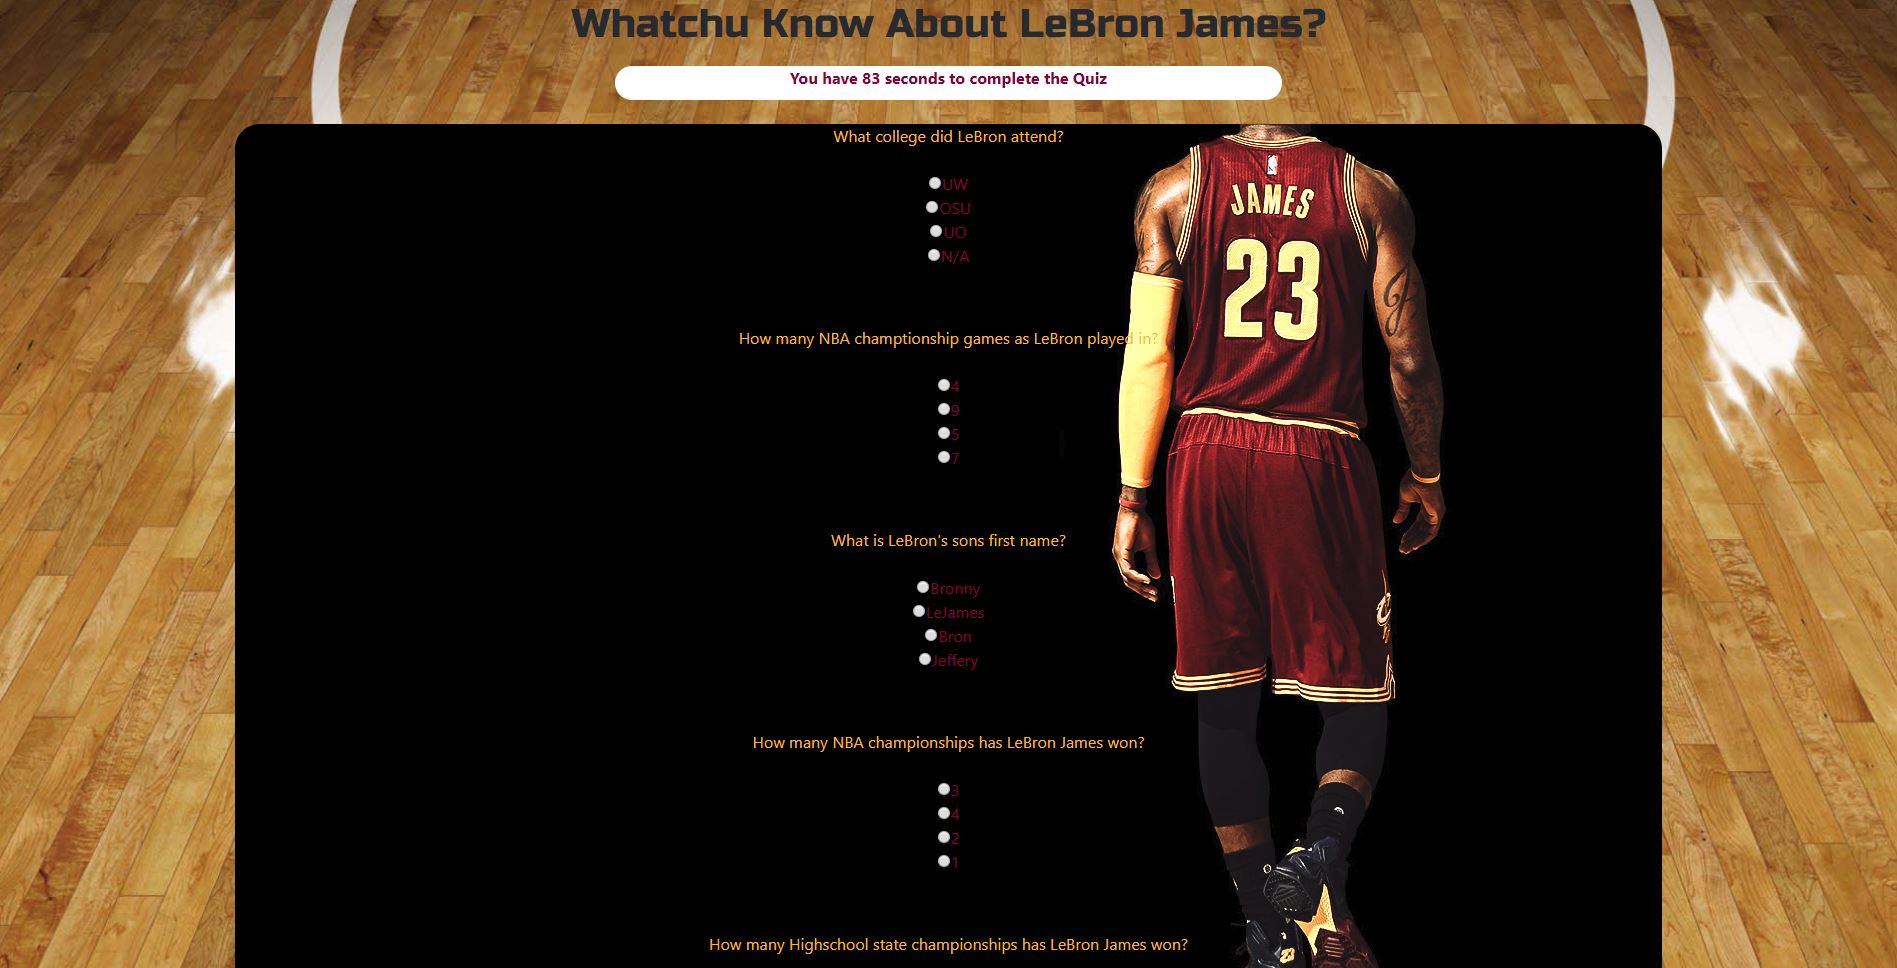 Whatchu Know About LeBron James?
You have 83 seconds to complete the Quiz
What college did LeBron attend?
UW
OSU
UO
N/A
How many NBA champtionship games as LeBron played in?
4
9
5
7
What is LeBron's sons first name?
Bronny
LeJames
Bron
Jeffery
How many NBA championships has LeBron James won?
3
4
2
1
How many Highschool state championships has LeBron James won?
JAMES
23
23